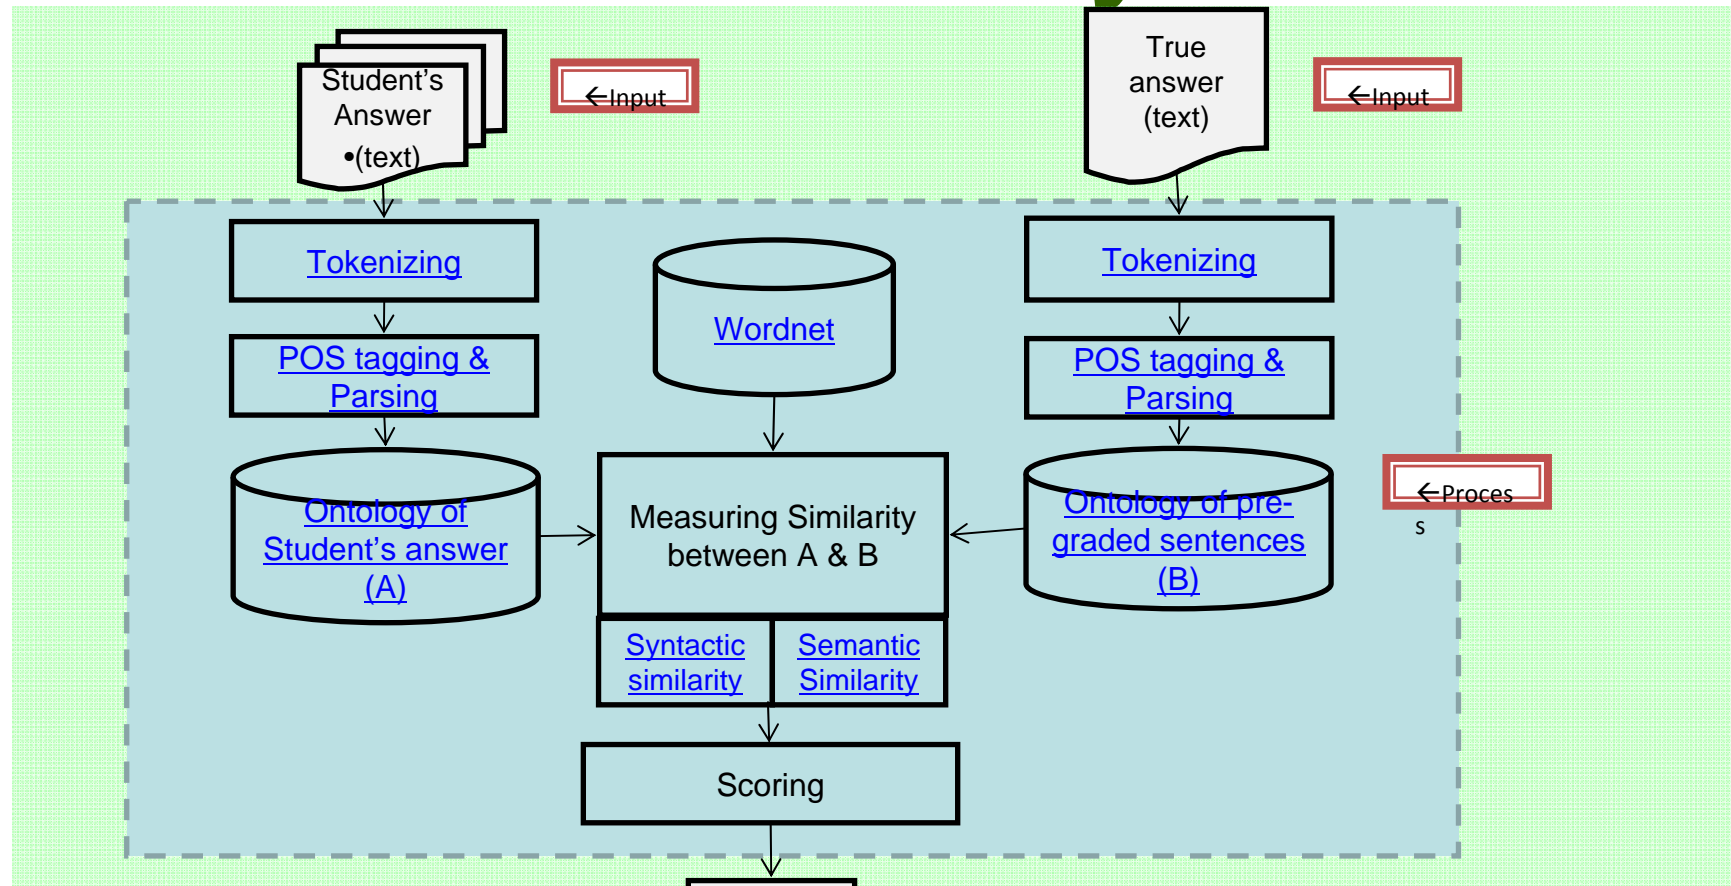 Student's
Answer
•(text)
←Input
True
answer
(text)
←Input
Tokenizing
POS tagging &
Parsing
Ontology of
Student's answer
(A)
Wordnet
Measuring Similarity
between A & B
Syntactic
similarity
Semantic
Similarity
Scoring
Tokenizing
POS tagging &
Parsing
Ontology of pre-
graded sentences
(B)
←Proces
s